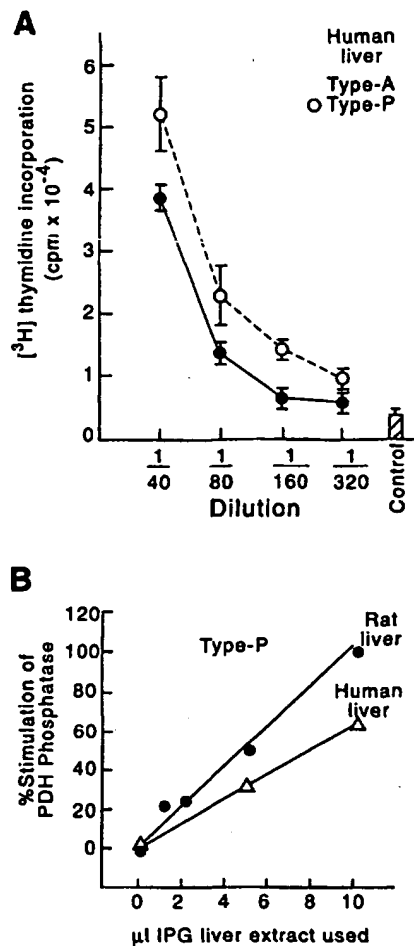 A
Human
liver
Type-A
Type-P
[³H] thymidine incorporation
(cpm x 10⁻⁴)
6
5
4
3
2
1
0
1/40
1/80
1/160
1/320
Control
Dilution
B
%Stimulation of
PDH Phosphatase
120
100
80
60
40
20
0
Type-P
Rat
liver
Human
liver
0 2 4 6 8 10
µl IPG liver extract used